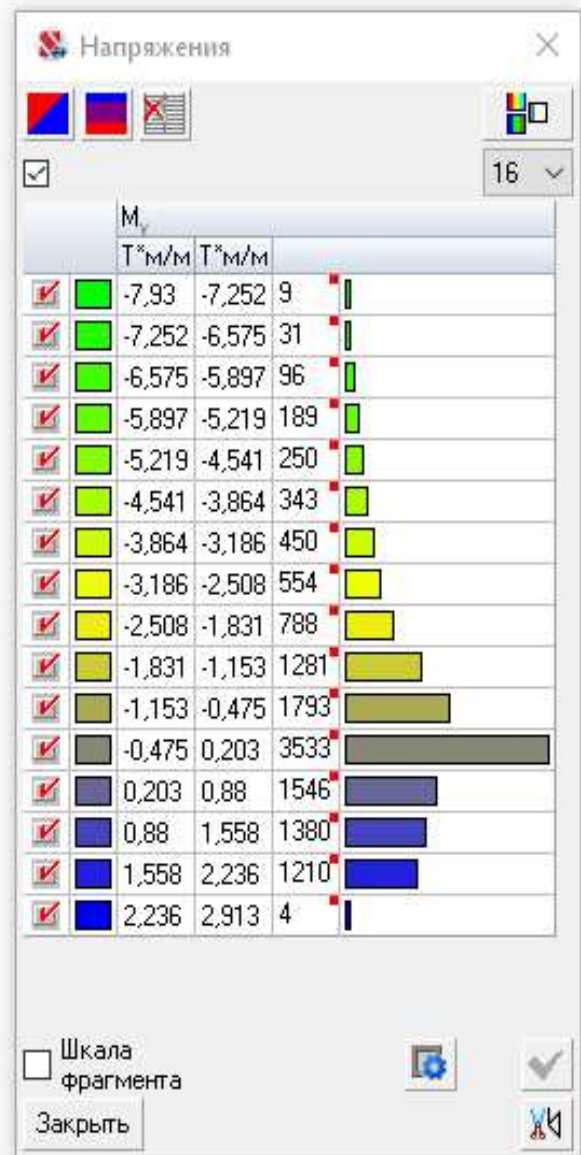 Напряжения
16
My
Т*м/м Т*м/м
-7,93 -7,252 9
-7,252 -6,575 31
-6,575 -5,897 96
-5,897 -5,219 189
-5,219 -4,541 250
-4,541 -3,864 343
-3,864 -3,186 450
-3,186 -2,508 554
-2,508 -1,831 788
-1,831 -1,153 1281
-1,153 -0,475 1793
-0,475 0,203 3533
0,203 0,88 1546
0,88 1,558 1380
1,558 2,236 1210
2,236 2,913 4
Шкала
фрагмента
Закрыть